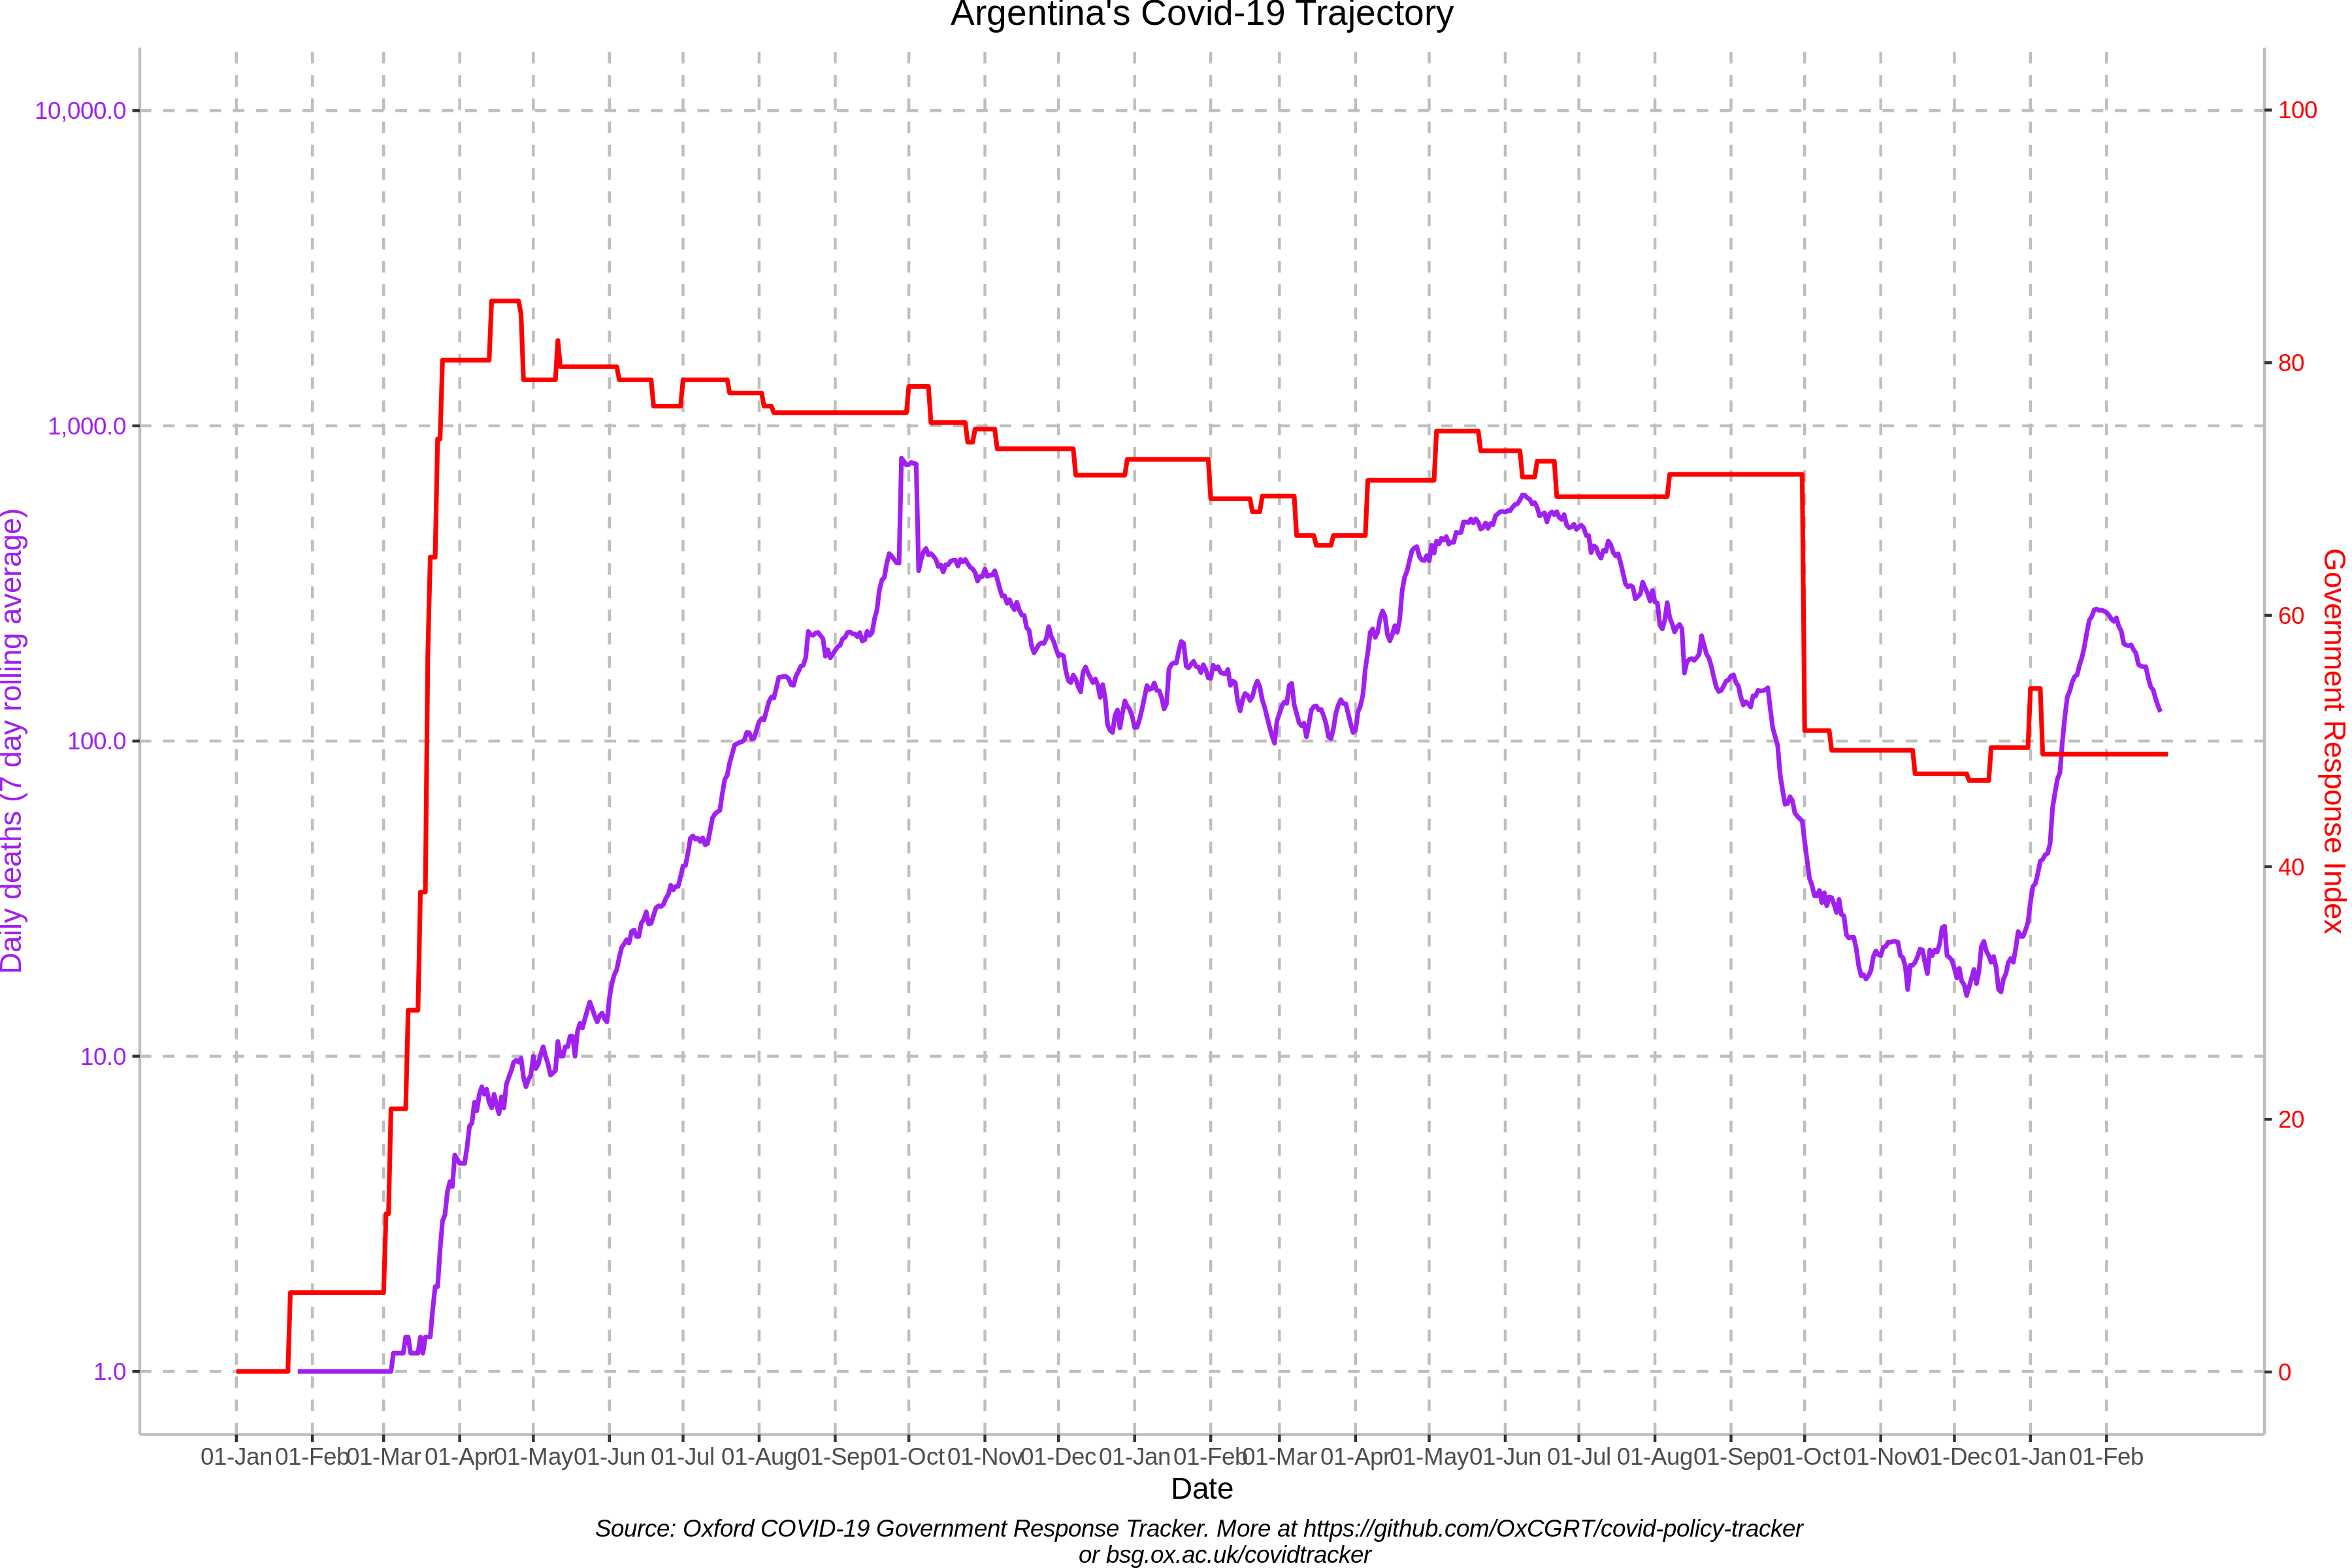 Argentina's Covid-19 Trajectory
10,000.0
1,000.0
100.0
10.0
1.0
Daily deaths (7 day rolling average)
100
80
60
40
20
0
Government Response Index
01-Jan 01-Feb 01-Mar 01-Apr 01-May 01-Jun 01-Jul 01-Aug 01-Sep 01-Oct 01-Nov 01-Dec 01-Jan 01-Feb 01-Mar 01-Apr 01-May 01-Jun 01-Jul 01-Aug 01-Sep 01-Oct 01-Nov 01-Dec 01-Jan 01-Feb
Date
Source: Oxford COVID-19 Government Response Tracker. More at https://github.com/OxCGRT/covid-policy-tracker
or bsg.ox.ac.uk/covidtracker